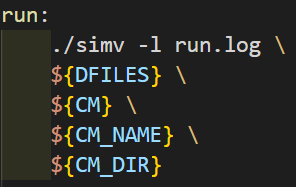 run:
./simv -l run.log \
${DFILES} \
${CM} \
${CM_NAME} \
${CM_DIR}